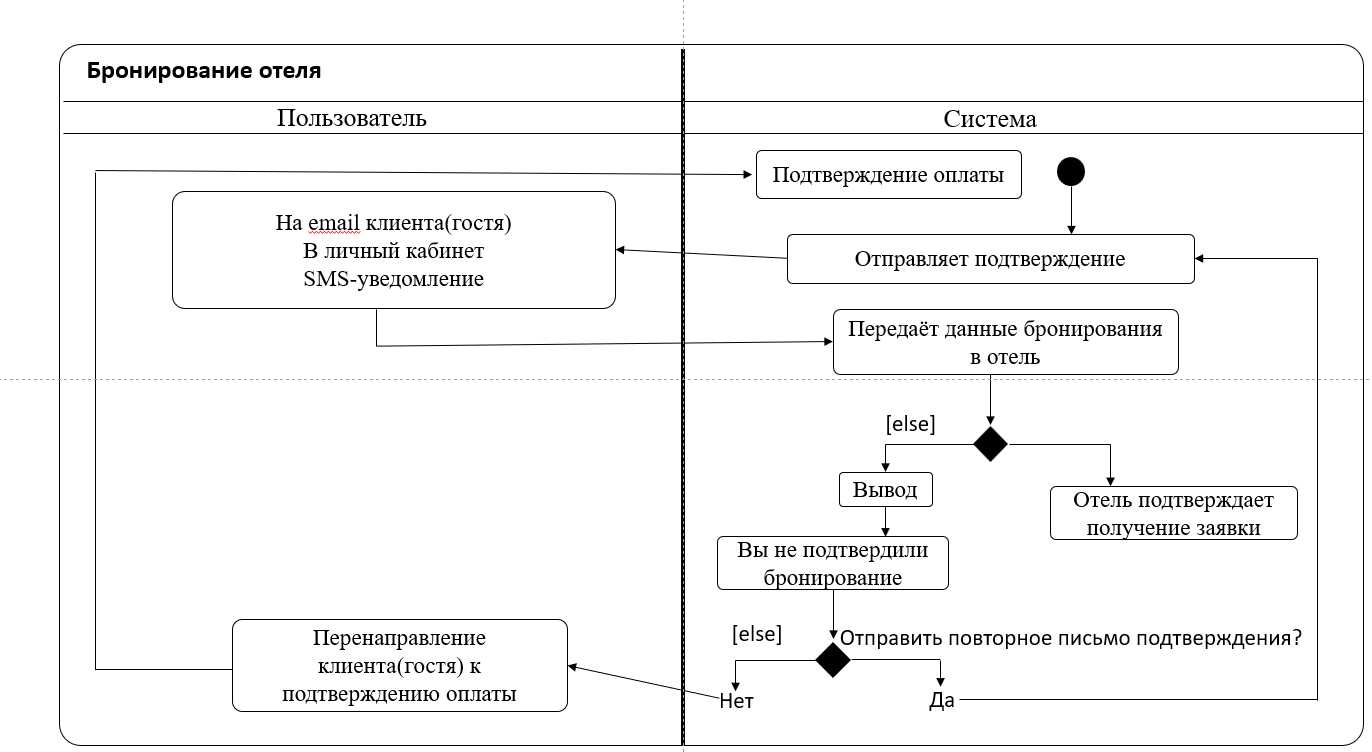 Бронирование отеля
Пользователь
Система
Подтверждение оплаты
На email клиента(гостя)
В личный кабинет
SMS-уведомление
Отправляет подтверждение
Передаёт данные бронирования
в отель
[else]
Вывод
Отель подтверждает
получение заявки
Вы не подтвердили
бронирование
[else]
Отправить повторное письмо подтверждения?
Перенаправление
клиента(гостя) к
подтверждению оплаты
Нет
Да